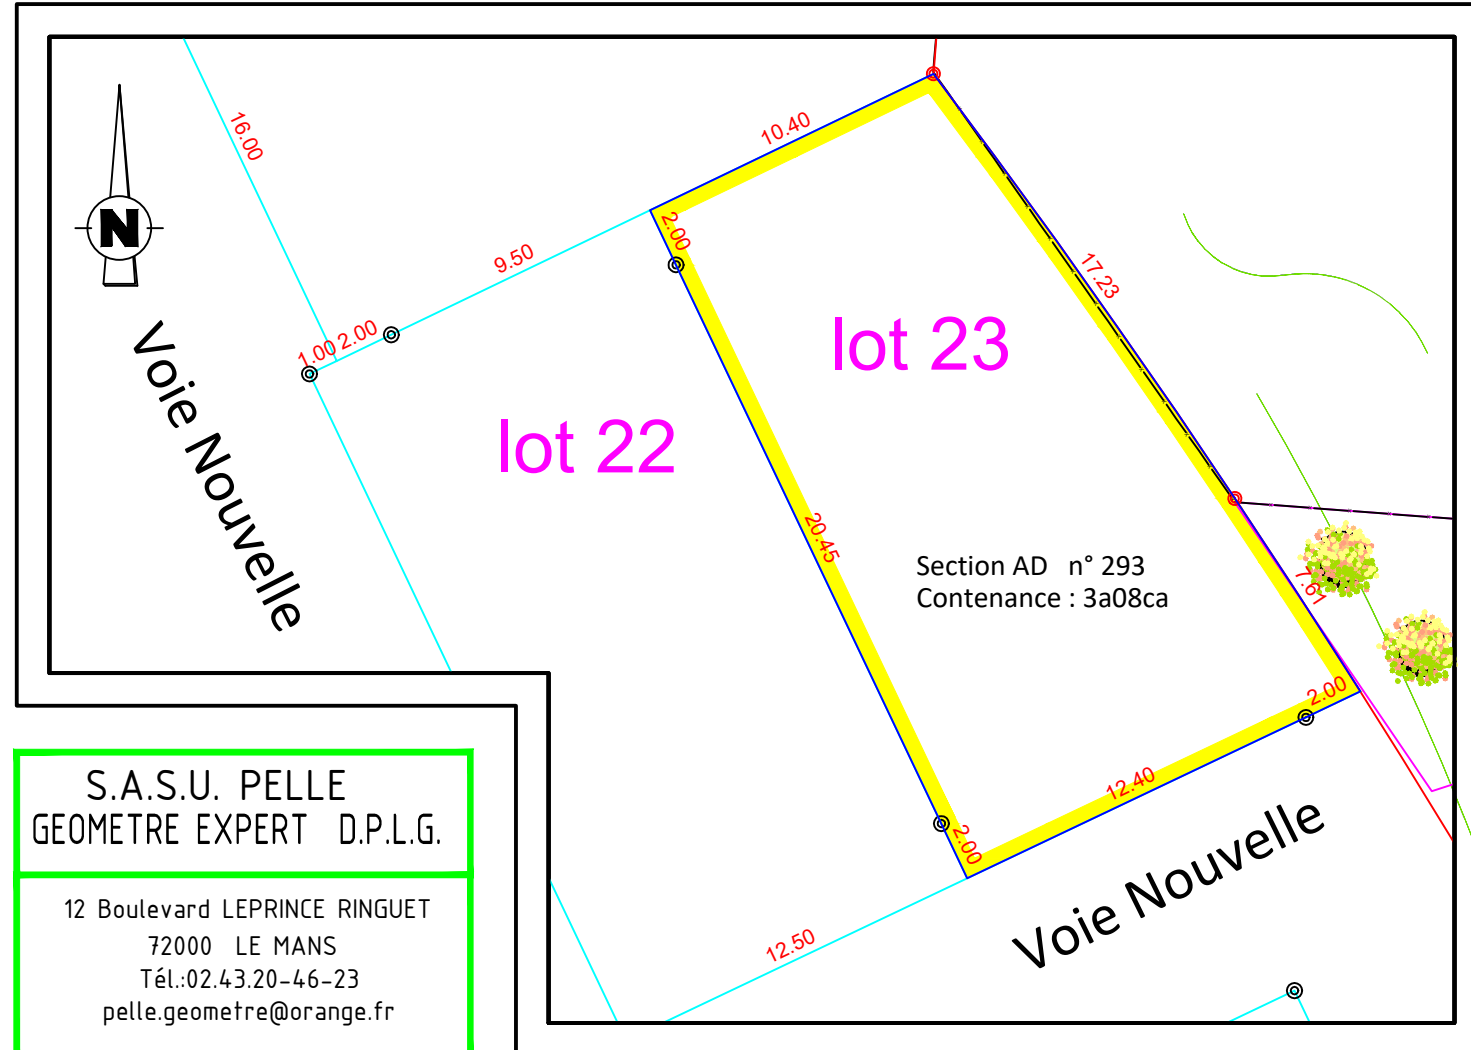 16.00
10.40
N
2.00
9.50
17.23
1.00
2.00
lot 23
Voie Nouvelle
lot 22
20.45
Section AD n° 293
Contenance : 3a08ca
7.61
2.00
12.40
2.00
Voie Nouvelle
12.50
S.A.S.U. PELLE
GEOMETRE EXPERT D.P.L.G.
12 Boulevard LEPRINCE RINGUET
72000 LE MANS
Tél.:02.43.20-46-23
pelle.geometre@orange.fr